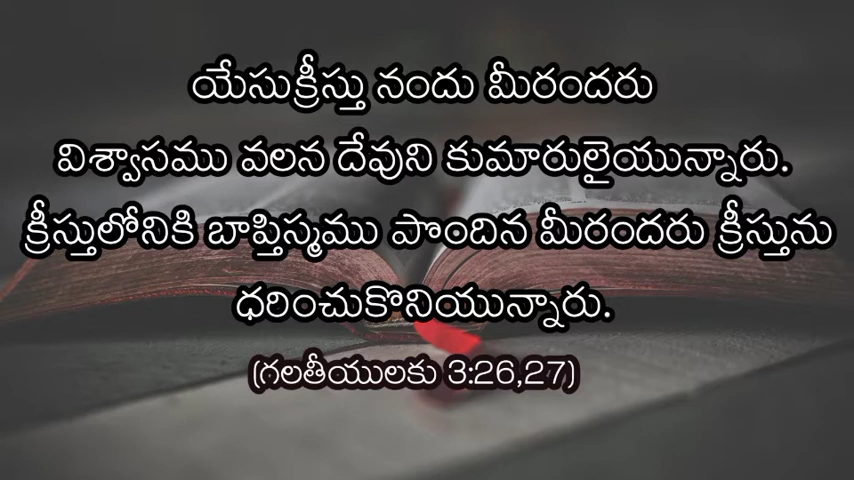 యేసుక్రీస్తు నందు మీరందరు
విశ్వాసము వలన దేవుని కుమారులైయున్నారు.
క్రీస్తులోనికి బాప్తిస్మము పొందిన మీరందరు క్రీస్తును
ధరించుకొనియున్నారు.
(గలతీయులకు 3:26,27)